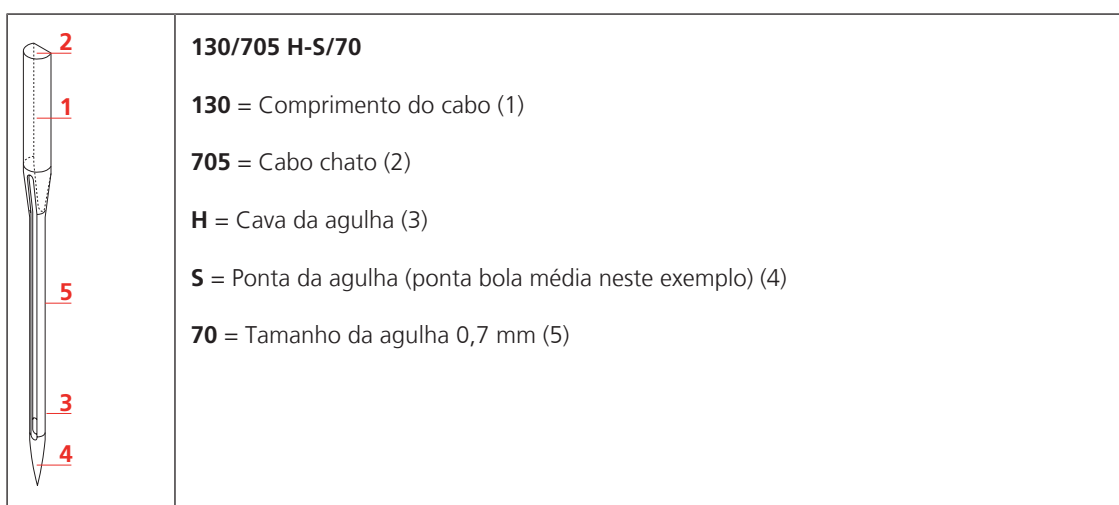 2
1
5
3
4
130/705 H-S/70
130 = Comprimento do cabo (1)
705 = Cabo chato (2)
H = Cava da agulha (3)
S = Ponta da agulha (ponta bola média neste exemplo) (4)
70 = Tamanho da agulha 0,7 mm (5)